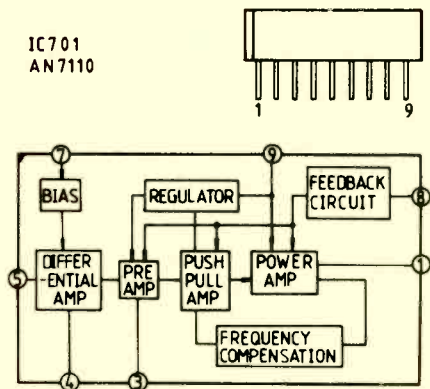 IC701
AN7110
1 9
7 9
BIAS
REGULATOR
FEEDBACK
CIRCUIT
8
5
DIFFER
-ENTIAL
AMP
PRE
AMP
PUSH
PULL
AMP
POWER
AMP
1
FREQUENCY
COMPENSATION
4 3